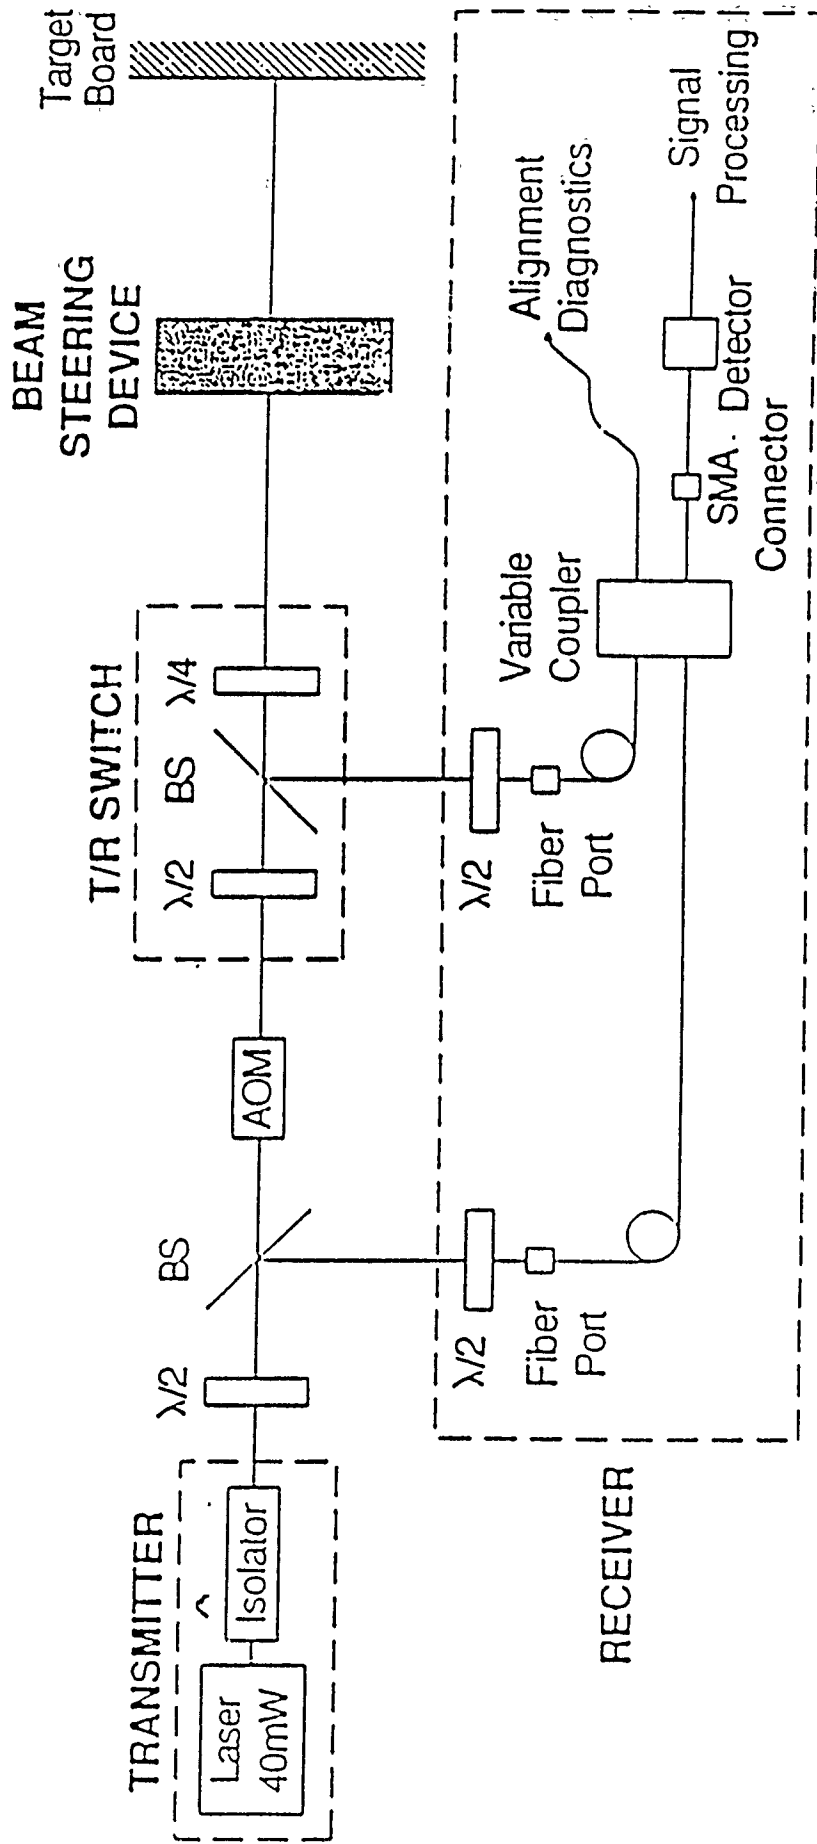 TRANSMITTER
Laser
40mW
Isolator
λ/2
BS
AOM
T/R SWITCH
λ/2
BS
λ/4
BEAM
STEERING
DEVICE
Target
Board
RECEIVER
λ/2
Fiber
Port
λ/2
Fiber
Port
Variable
Coupler
Alignment
Diagnostics
SMA
Connector
Detector
Signal
Processing